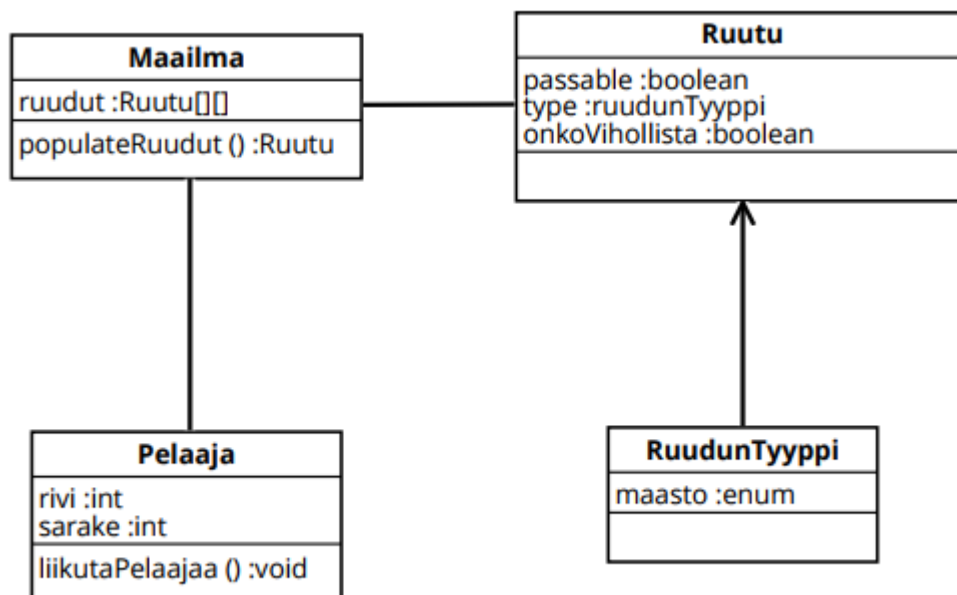 Maailma
ruudut :Ruutu[][]
populateRuudut () :Ruutu
Ruutu
passable :boolean
type :ruudunTyyppi
onkoVihollista :boolean
Pelaaja
rivi :int
sarake :int
liikutaPelaajaa () :void
RuudunTyyppi
maasto :enum